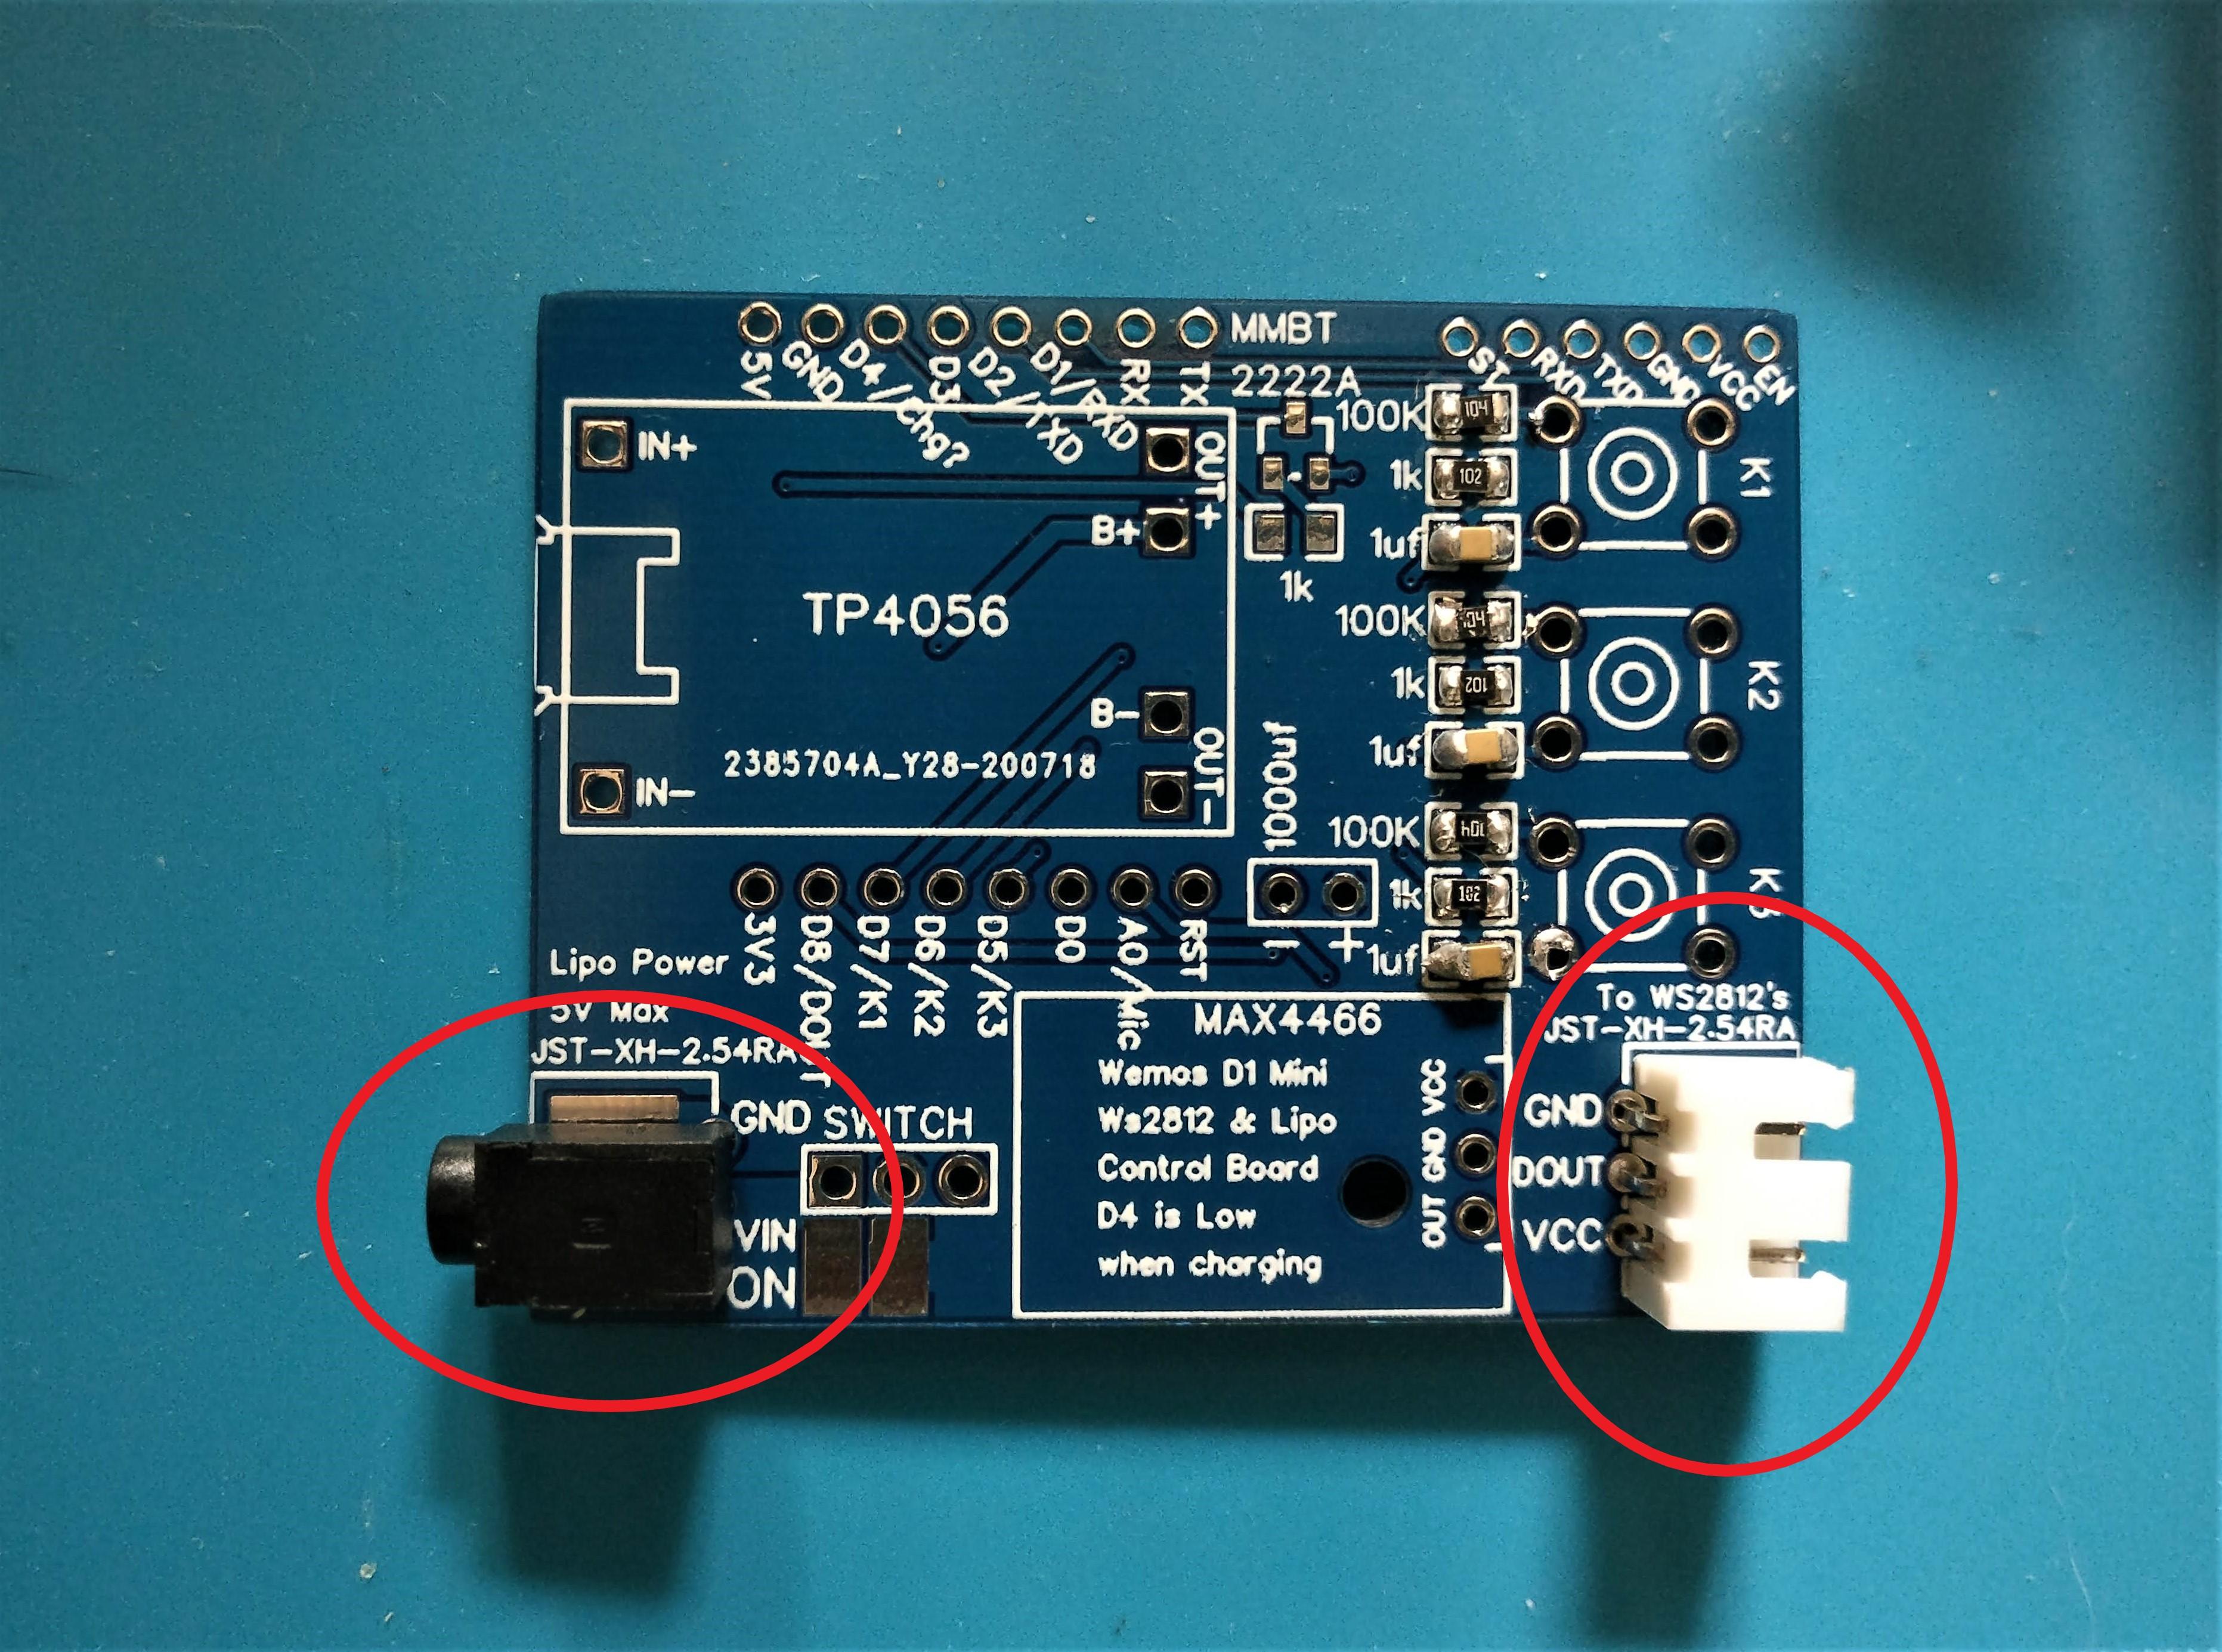 MMBT
2222A
5V
GND
D4/Chg?
D3
D2/TXD
D1/RXD
RX
TX
ST
RXD
TXD
GND
VCC
EN
IN+
OUT+
B+
TP4056
B-
OUT-
2385704A_Y28-200718
IN-
1k
100K
104
1k
102
1uf
K1
100K
104
1k
102
1uf
K2
1000uf
100K
104
1k
102
1uf
K3
- +
3V3
D8/DOUT
D7/K1
D6/K2
D5/K3
D0
A0/Mic
RST
Lipo Power
5V Max
JST-XH-2.54RA
GND
SWITCH
VIN
ON
MAX4466
Wemos D1 Mini
Ws2812 & Lipo
Control Board
D4 is Low
when charging
VCC
GND
OUT
To WS2812's
JST-XH-2.54RA
GND
DOUT
VCC